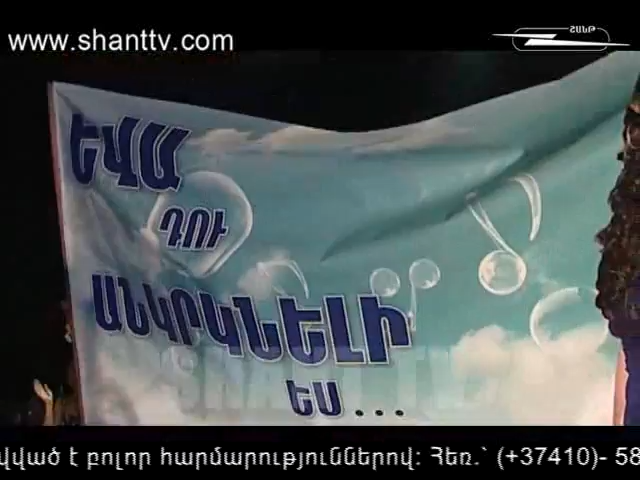 www.shanttv.com
ՇԱՆԹ
ԵՎԱ
ԴՈՒ
ԱՆԿՐԿՆԵԼԻ
ԵՍ ...
SHANT TV
վված է բոլոր հարմարություններով: Հեռ.՝ (+37410)- 58